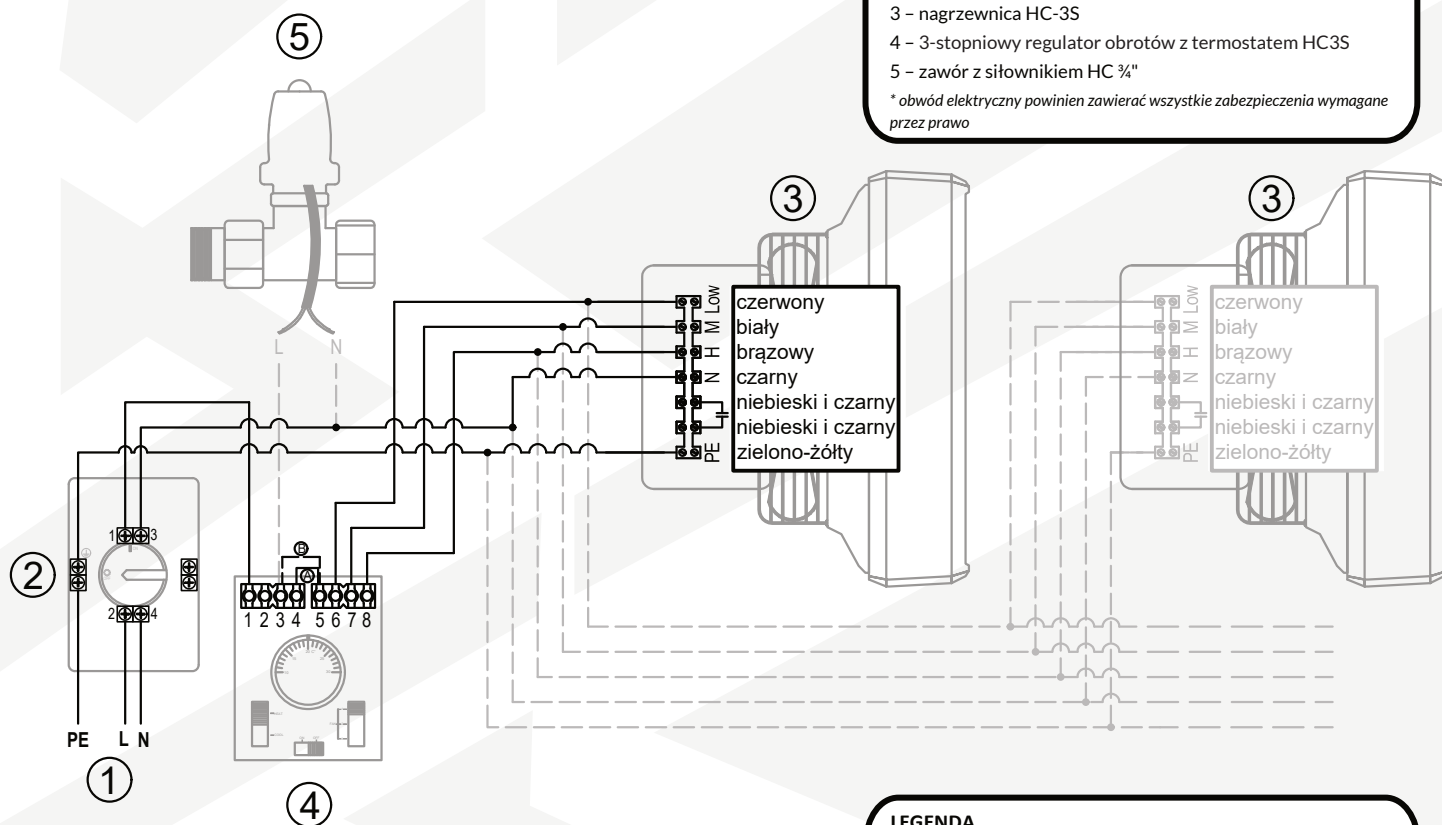 3 – nagrzewnica HC-3S
4 – 3-stopniowy regulator obrotów z termostatem HC3S
5 – zawór z siłownikiem HC ¾"
* obwód elektryczny powinien zawierać wszystkie zabezpieczenia wymagane
przez prawo
5
3
3
Low czerwony
M biały
H brązowy
N czarny
niebieski i czarny
niebieski i czarny
PE zielono-żółty
Low czerwony
M biały
H brązowy
N czarny
niebieski i czarny
niebieski i czarny
PE zielono-żółty
L N
1 3
2
2 4
B
A
1 2 3 4 5 6 7 8
PE L N
1
4
LEGENDA